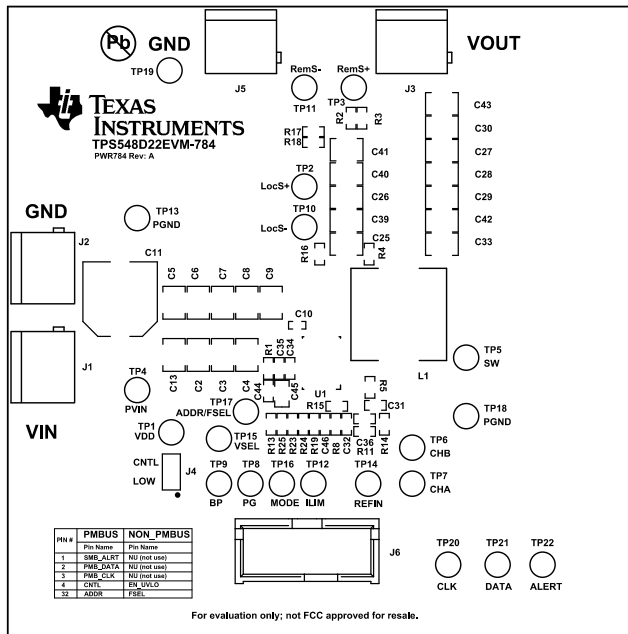 Pb
GND
VOUT
TP19
J5
J3
RemS-
RemS+
TP11
TP3
TEXAS
INSTRUMENTS
TPS548D22EVM-784
PWR784 Rev: A
R2
R3
R17
R18
C43
C30
C41
C27
TP2
C40
C28
LocS+
C26
C29
TP10
C39
C42
LocS-
C25
C33
R16
R4
GND
TP13
PGND
J2
C11
C5
C6
C7
C8
C9
C10
J1
VIN
TP4
PVIN
C13
C2
C3
C4
R1
C35
C34
C44
C45
U1
R15
R5
C31
L1
TP5
SW
TP18
PGND
TP17
ADDR/FSEL
TP1
VDD
TP15
VSEL
R13
R25
R23
R24
R19
C46
R8
C32
C36
R11
R14
TP6
CHB
TP7
CHA
CNTL
J4
LOW
TP9
TP8
TP16
TP12
TP14
BP
PG
MODE
ILIM
REFIN
PIN # PMBUS NON_PMBUS
Pin Name Pin Name
1 SMB_ALRT NU (not use)
2 PMB_DATA NU (not use)
3 PMB_CLK NU (not use)
4 CNTL EN_UVLO
32 ADDR FSEL
J6
TP20
TP21
TP22
CLK
DATA
ALERT
For evaluation only; not FCC approved for resale.